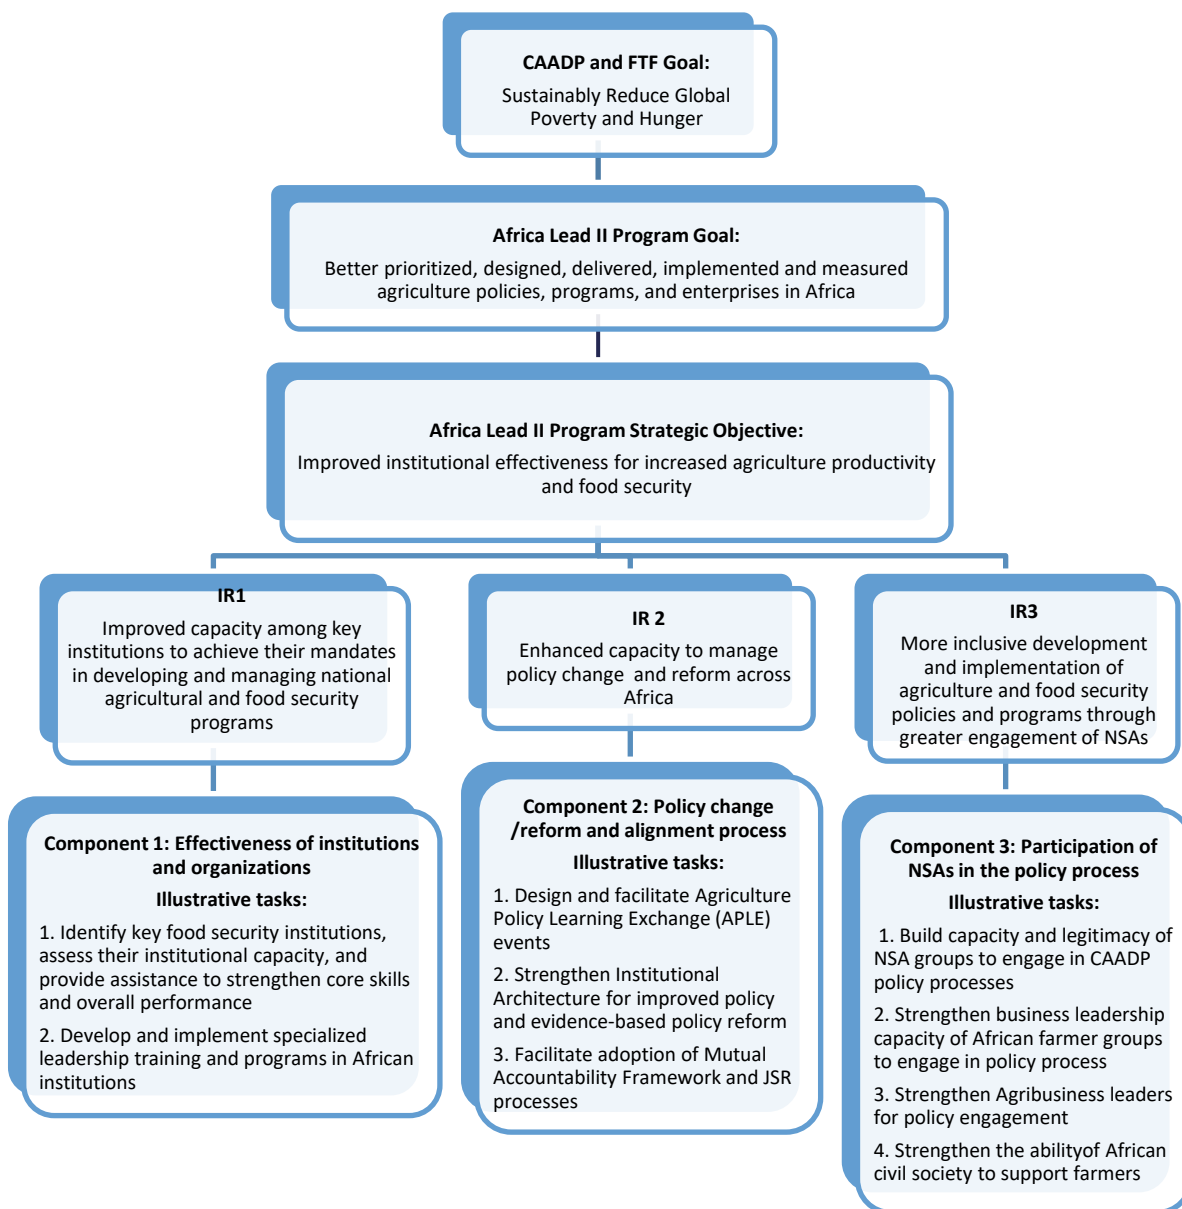 CAADP and FTF Goal:
Sustainably Reduce Global
Poverty and Hunger
Africa Lead II Program Goal:
Better prioritized, designed, delivered, implemented and measured
agriculture policies, programs, and enterprises in Africa
Africa Lead II Program Strategic Objective:
Improved institutional effectiveness for increased agriculture productivity
and food security
IR1
Improved capacity among key
institutions to achieve their mandates
in developing and managing national
agricultural and food security
programs
IR 2
Enhanced capacity to manage
policy change and reform across
Africa
IR3
More inclusive development
and implementation of
agriculture and food security
policies and programs through
greater engagement of NSAs
Component 1: Effectiveness of institutions
and organizations
Illustrative tasks:
1. Identify key food security institutions,
assess their institutional capacity, and
provide assistance to strengthen core skills
and overall performance
2. Develop and implement specialized
leadership training and programs in African
institutions
Component 2: Policy change
/reform and alignment process
Illustrative tasks:
1. Design and facilitate Agriculture
Policy Learning Exchange (APLE)
events
2. Strengthen Institutional
Architecture for improved policy
and evidence-based policy reform
3. Facilitate adoption of Mutual
Accountability Framework and JSR
processes
Component 3: Participation of
NSAs in the policy process
Illustrative tasks:
1. Build capacity and legitimacy of
NSA groups to engage in CAADP
policy processes
2. Strengthen business leadership
capacity of African farmer groups
to engage in policy process
3. Strengthen Agribusiness leaders
for policy engagement
4. Strengthen the abilityof African
civil society to support farmers